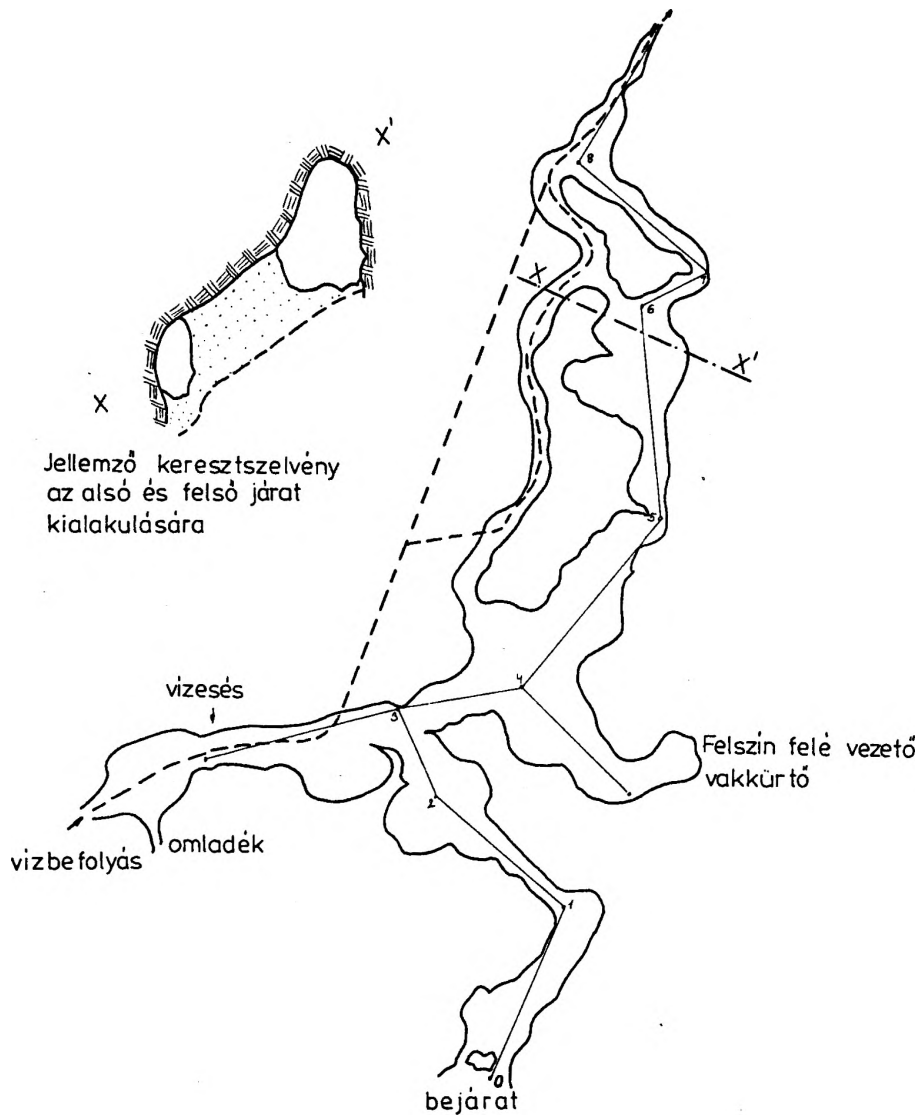 X'
X
Jellemző keresztszelvény
az alsó és felső járat
kialakulására
8
7
X
6
X'
5
4
vizesés
3
Felszín felé vezető
vakkürtő
2
omladék
vizbefolyás
1
0
bejárat